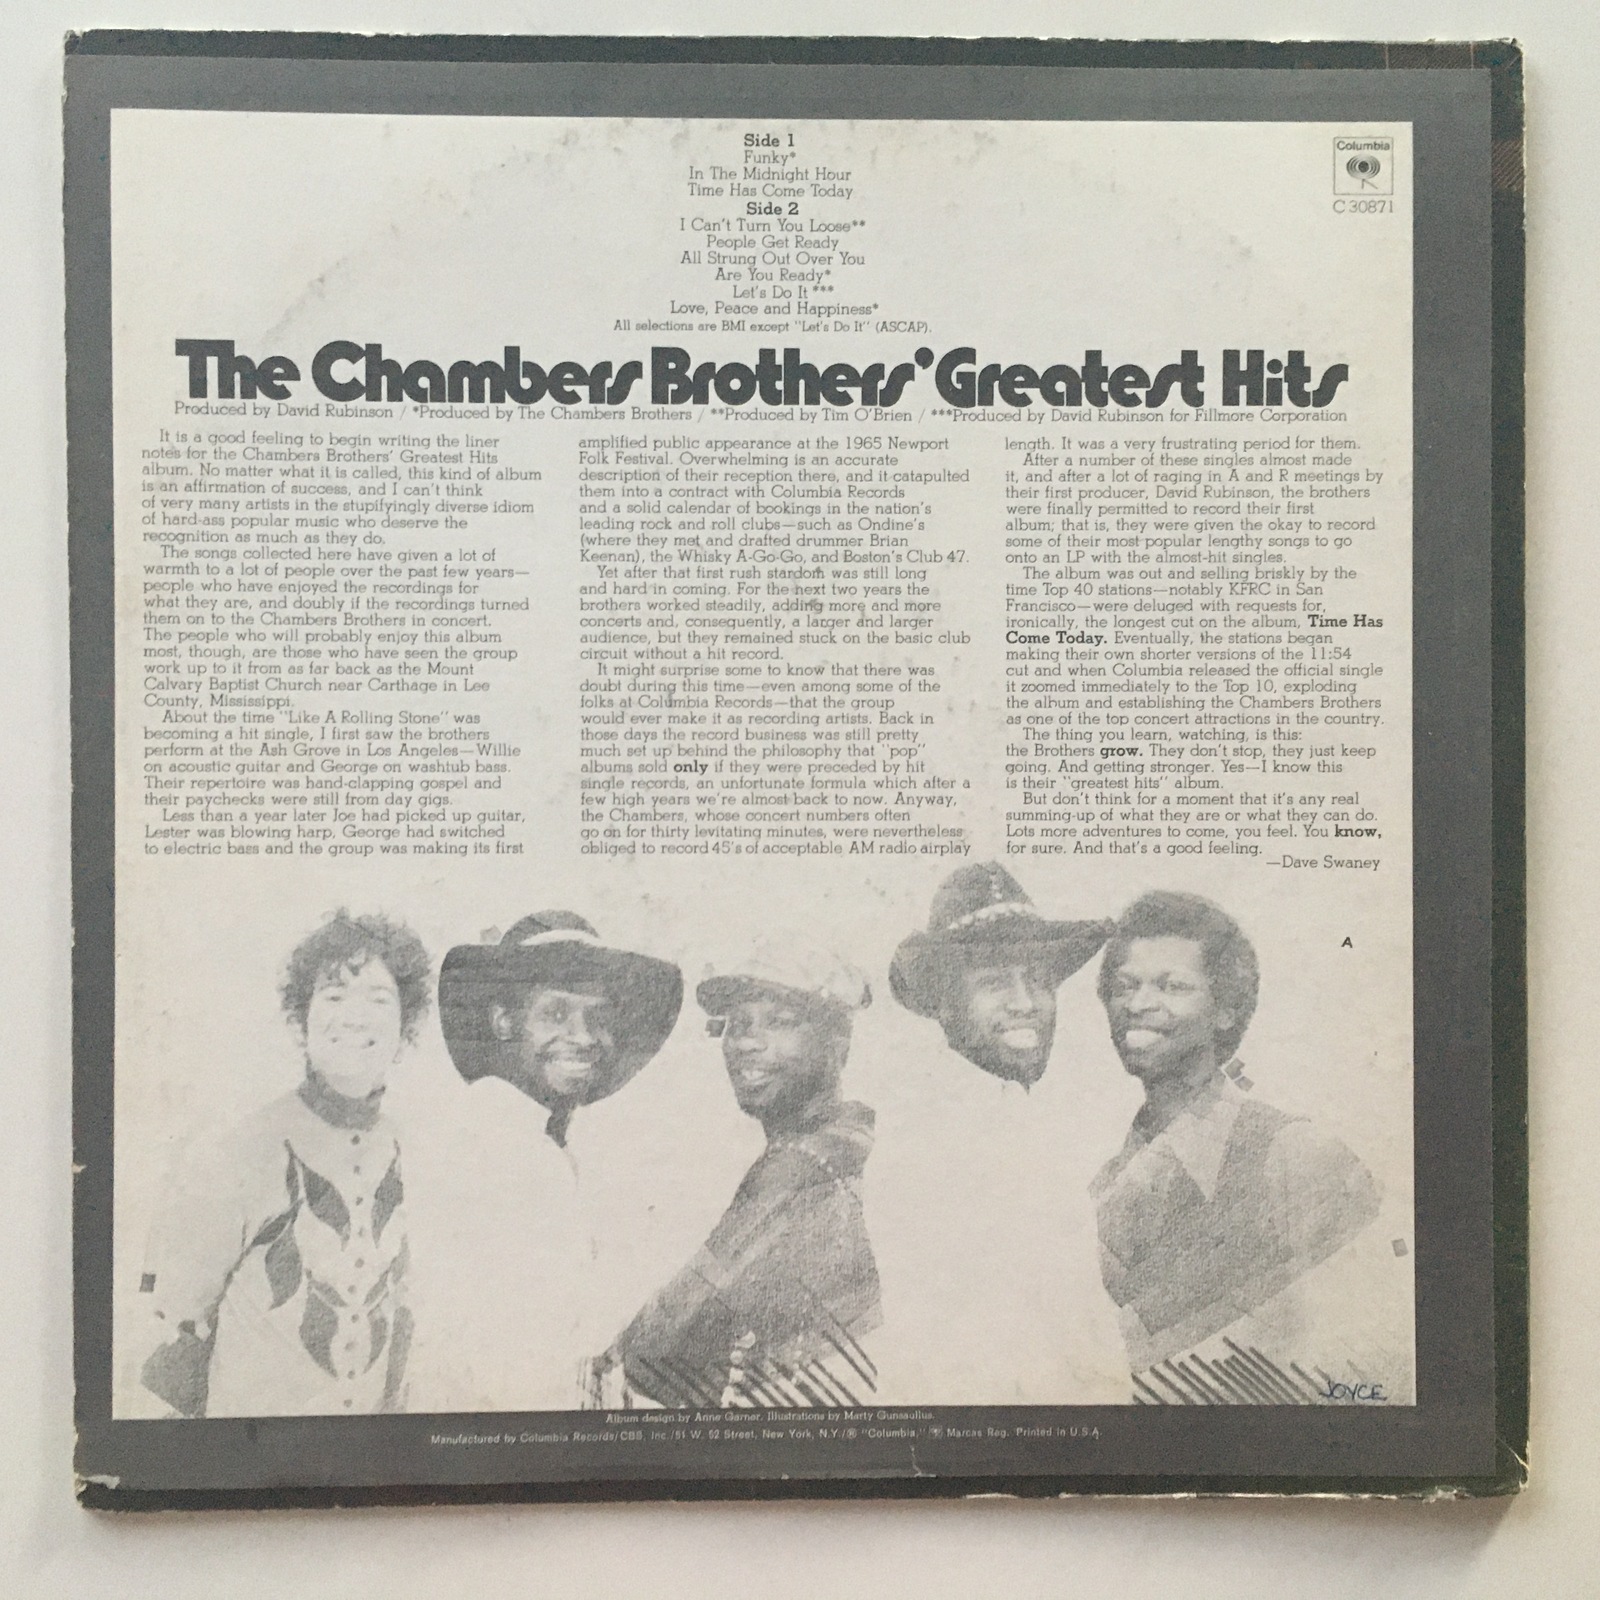 Side 1
Funky*
In The Midnight Hour
Time Has Come Today
Side 2
I Can't Turn You Loose**
People Get Ready
All Strung Out Over You
Are You Ready*
Let's Do It ***
Love, Peace and Happiness*
All selections are BMI except "Let's Do It" (ASCAP).
Columbia
C 30871
The Chambers Brothers' Greatest Hits
Produced by David Rubinson / *Produced by The Chambers Brothers / **Produced by Tim O'Brien / ***Produced by David Rubinson for Fillmore Corporation
It is a good feeling to begin writing the liner
notes for the Chambers Brothers' Greatest Hits
album. No matter what it is called, this kind of album
is an affirmation of success, and I can't think
of very many artists in the stupifyingly diverse idiom
of hard-ass popular music who deserve the
recognition as much as they do.
The songs collected here have given a lot of
warmth to a lot of people over the past few years—
people who have enjoyed the recordings for
what they are, and doubly if the recordings turned
them on to the Chambers Brothers in concert.
The people who will probably enjoy this album
most, though, are those who have seen the group
work up to it from as far back as the Mount
Calvary Baptist Church near Carthage in Lee
County, Mississippi.
About the time "Like A Rolling Stone" was
becoming a hit single, I first saw the brothers
perform at the Ash Grove in Los Angeles—Willie
on acoustic guitar and George on washtub bass.
Their repertoire was hand-clapping gospel and
their paychecks were still from day gigs.
Less than a year later Joe had picked up guitar,
Lester was blowing harp, George had switched
to electric bass and the group was making its first
amplified public appearance at the 1965 Newport
Folk Festival. Overwhelming is an accurate
description of their reception there, and it catapulted
them into a contract with Columbia Records
and a solid calendar of bookings in the nation's
leading rock and roll clubs—such as Ondine's
(where they met and drafted drummer Brian
Keenan), the Whisky A-Go-Go, and Boston's Club 47.
Yet after that first rush stardom was still long
and hard in coming. For the next two years the
brothers worked steadily, adding more and more
concerts and, consequently, a larger and larger
audience, but they remained stuck on the basic club
circuit without a hit record.
It might surprise some to know that there was
doubt during this time—even among some of the
folks at Columbia Records—that the group
would ever make it as recording artists. Back in
those days the record business was still pretty
much set up behind the philosophy that "pop"
albums sold only if they were preceded by hit
single records, an unfortunate formula which after a
few high years we're almost back to now. Anyway,
the Chambers, whose concert numbers often
go on for thirty levitating minutes, were nevertheless
obliged to record 45's of acceptable AM radio airplay
length. It was a very frustrating period for them.
After a number of these singles almost made
it, and after a lot of raging in A and R meetings by
their first producer, David Rubinson, the brothers
were finally permitted to record their first
album; that is, they were given the okay to record
some of their most popular lengthy songs to go
onto an LP with the almost-hit singles.
The album was out and selling briskly by the
time Top 40 stations—notably KFRC in San
Francisco—were deluged with requests for,
ironically, the longest cut on the album, Time Has
Come Today. Eventually, the stations began
making their own shorter versions of the 11:54
cut and when Columbia released the official single
it zoomed immediately to the Top 10, exploding
the album and establishing the Chambers Brothers
as one of the top concert attractions in the country.
The thing you learn, watching, is this:
the Brothers grow. They don't stop, they just keep
going. And getting stronger. Yes—I know this
is their "greatest hits" album.
But don't think for a moment that it's any real
summing-up of what they are or what they can do.
Lots more adventures to come, you feel. You know,
for sure. And that's a good feeling.
—Dave Swaney
A
JOYCE
Album design by Anne Garner. Illustrations by Marty Gunsaullus.
Manufactured by Columbia Records/CBS, Inc./51 W. 52 Street, New York, N.Y./® "Columbia," Marcas Reg. Printed in U.S.A.